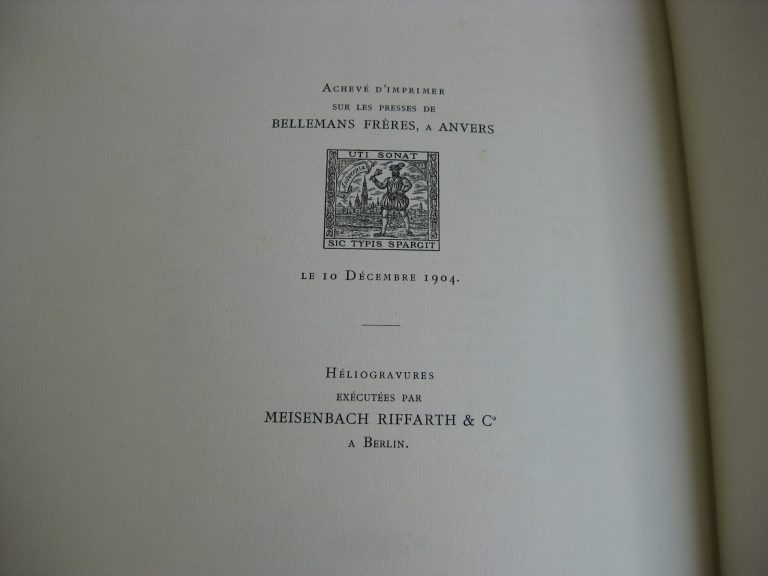 Achevé d'imprimer
sur les presses de
BELLEMANS FRÈRES, a ANVERS
UTI SONAT
Antverpia
SIC TYPIS SPARGIT
le 10 Décembre 1904.
Héliogravures
exécutées par
MEISENBACH RIFFARTH & Co
a Berlin.